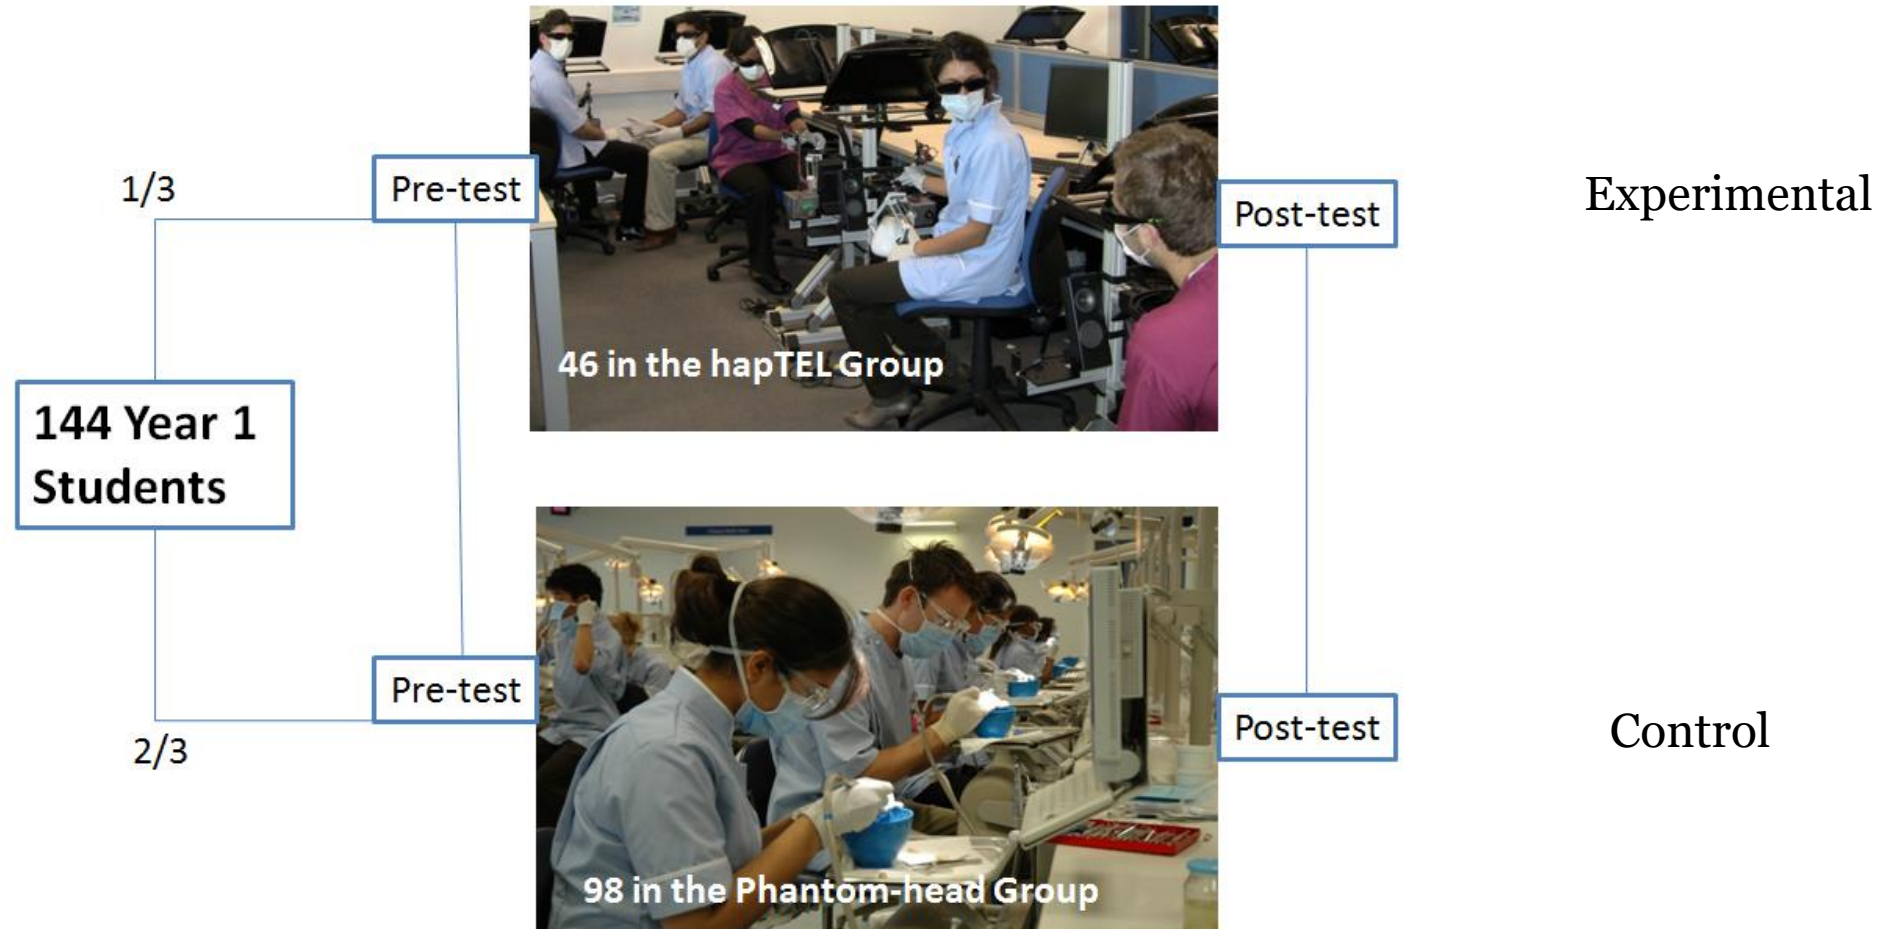 1/3
Pre-test
46 in the hapTEL Group
Post-test
Experimental
144 Year 1
Students
2/3
Pre-test
98 in the Phantom-head Group
Post-test
Control